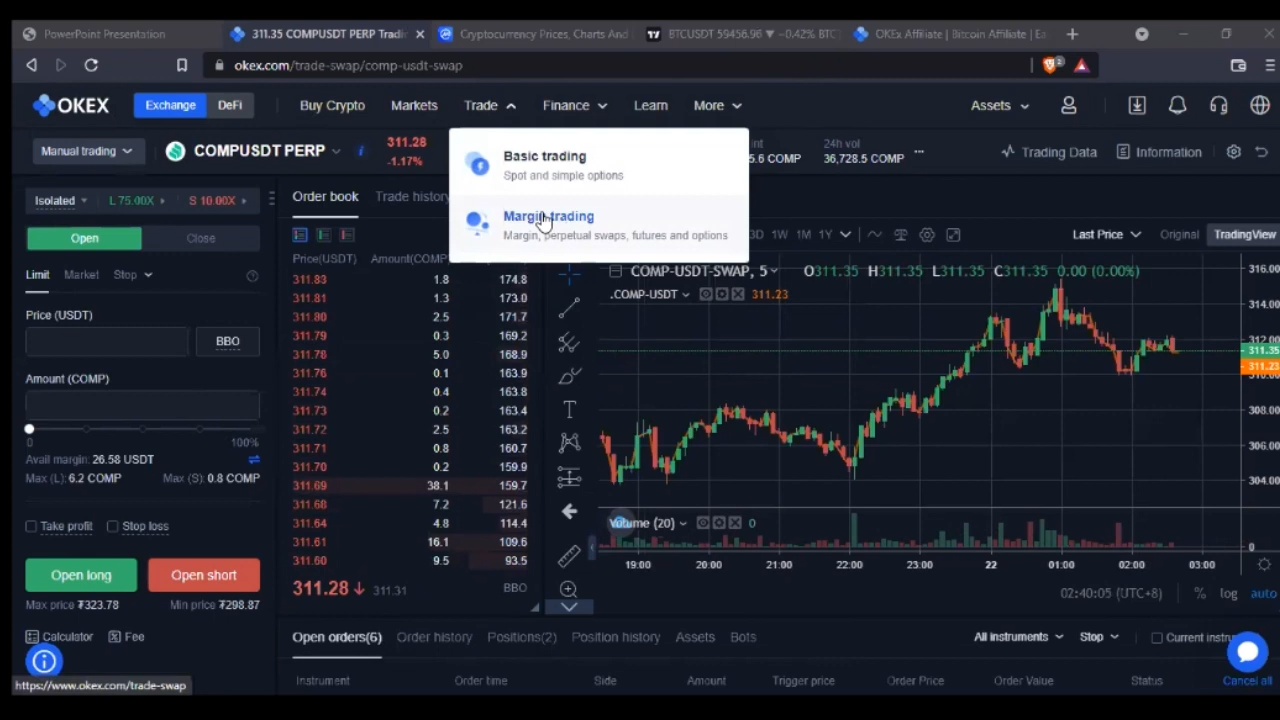 PowerPoint Presentation
311.35 COMPUSDT PERP Tradi
Cryptocurrency Prices, Charts And
BTCUSDT 59456.96 ▼ −0.42% BTC
OKEx Affiliate | Bitcoin Affiliate | Ea
okex.com/trade-swap/comp-usdt-swap
2
OKEX
Exchange
DeFi
Buy Crypto
Markets
Trade
Finance
Learn
More
Assets
Manual trading
COMPUSDT PERP
311.28
-1.17%
Basic trading
Spot and simple options
Margin trading
Margin, perpetual swaps, futures and options
5.6 COMP
24h vol
36,728.5 COMP
Trading Data
Information
Isolated
L 75.00X
S 10.00X
Open
Close
Limit
Market
Stop
Price (USDT)
BBO
Amount (COMP)
0
100%
Avail margin: 26.58 USDT
Max (L): 6.2 COMP
Max (S): 0.8 COMP
Take profit
Stop loss
Open long
Open short
Max price ₮323.78
Min price ₮298.87
Calculator
Fee
Order book
Trade history
Price(USDT)
Amount(COMP
311.83 1.8 174.8
311.81 1.3 173.0
311.80 2.5 171.7
311.79 0.3 169.2
311.78 5.0 168.9
311.76 0.1 163.9
311.74 0.4 163.8
311.73 0.2 163.4
311.72 2.5 163.2
311.71 0.8 160.7
311.70 0.2 159.9
311.69 38.1 159.7
311.68 7.2 121.6
311.64 4.8 114.4
311.61 16.1 109.6
311.60 9.5 93.5
311.28 311.31 BBO
3D 1W 1M 1Y
Last Price
Original
TradingView
COMP-USDT-SWAP, 5
O311.35 H311.35 L311.35 C311.35 0.00 (0.00%)
.COMP-USDT 311.23
316.00
314.00
312.00
311.35
311.23
308.00
306.00
304.00
Volume (20) 0
0
19:00 20:00 21:00 22:00 23:00 22 01:00 02:00 03:00
02:40:05 (UTC+8)
%
log
auto
Open orders(6)
Order history
Positions(2)
Position history
Assets
Bots
All instruments
Stop
Current instru
Instrument
Order time
Side
Amount
Trigger price
Order Price
Order Value
Status
Cancel all
https://www.okex.com/trade-swap